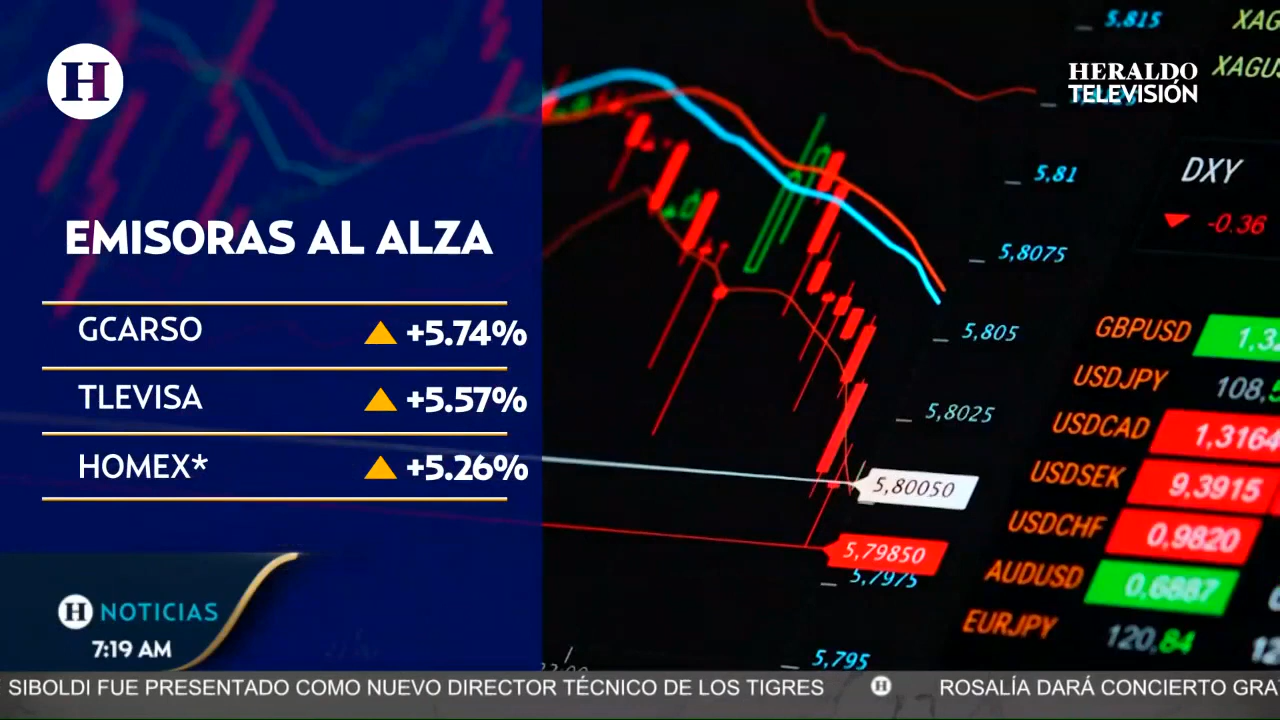 H
EMISORAS AL ALZA
GCARSO +5.74%
TLEVISA +5.57%
HOMEX* +5.26%
H NOTICIAS
7:19 AM
HERALDO
TELEVISIÓN
5,815
XAG
XAGUS
5,81
5,8075
5,805
5,8025
5,80050
5,79850
5,7975
5,795
DXY
-0.36
GBPUSD 1,32
USDJPY 108,5
USDCAD 1,3164
USDSEK 9,3915
USDCHF 0,9820
AUDUSD 0,6887
EURJPY 120,84
SIBOLDI FUE PRESENTADO COMO NUEVO DIRECTOR TÉCNICO DE LOS TIGRES H ROSALÍA DARÁ CONCIERTO GRAT